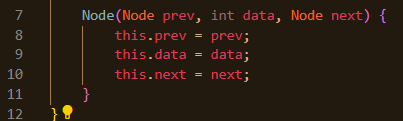 7 Node(Node prev, int data, Node next) {
8 this.prev = prev;
9 this.data = data;
10 this.next = next;
11 }
12 }